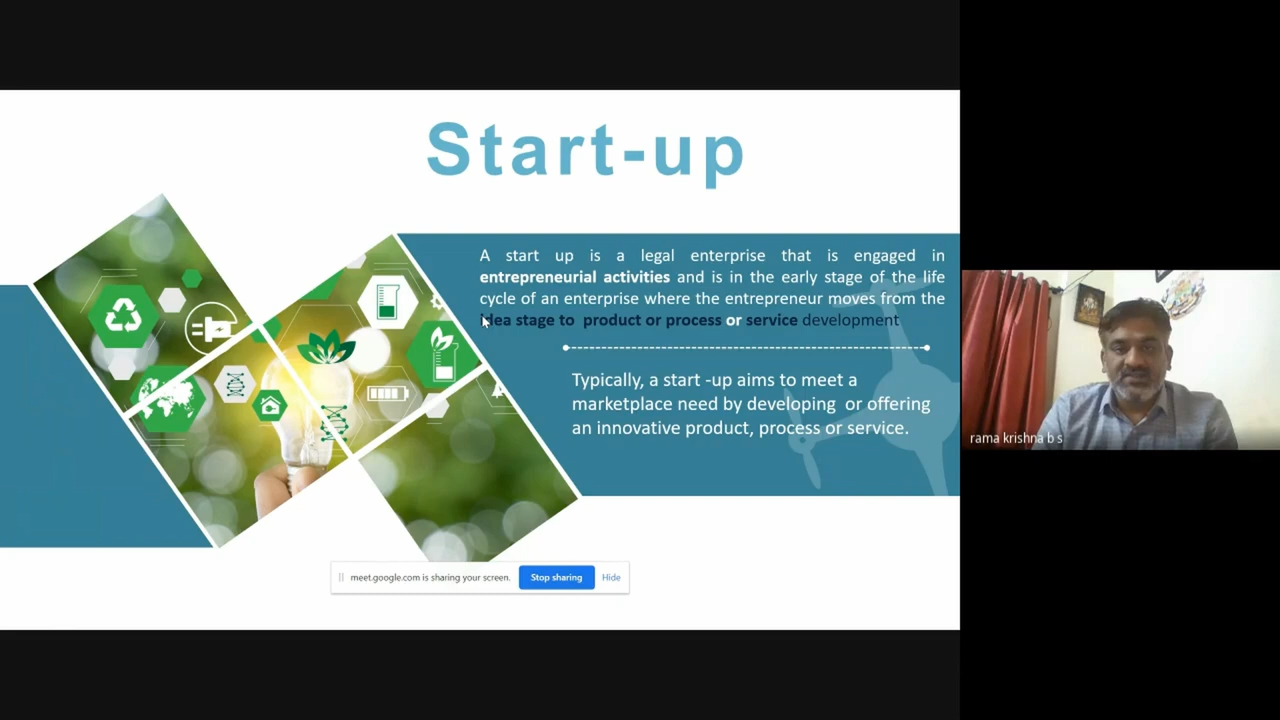 Start-up
A start up is a legal enterprise that is engaged in
entrepreneurial activities and is in the early stage of the life
cycle of an enterprise where the entrepreneur moves from the
idea stage to product or process or service development
Typically, a start -up aims to meet a
marketplace need by developing or offering
an innovative product, process or service.
meet.google.com is sharing your screen. Stop sharing Hide
rama krishna b s